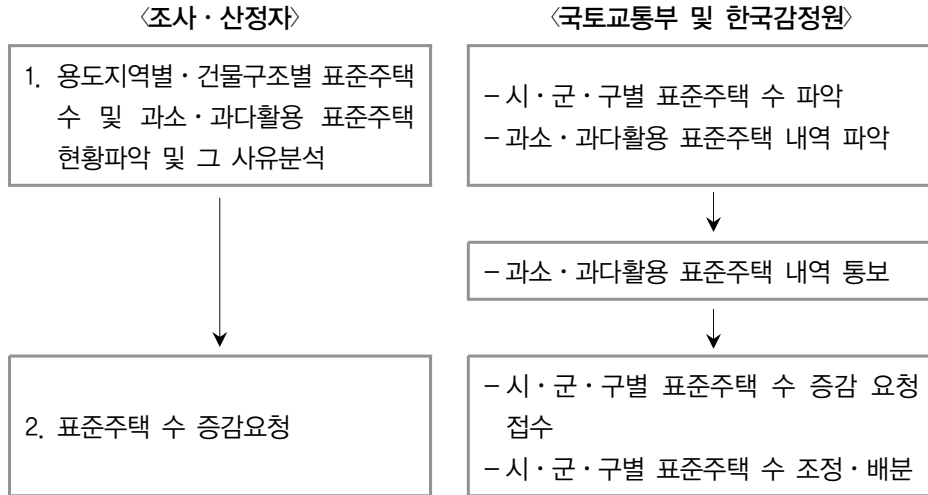 〈조사·산정자〉
1. 용도지역별·건물구조별 표준주택
수 및 과소·과다활용 표준주택
현황파악 및 그 사유분석
2. 표준주택 수 증감요청
〈국토교통부 및 한국감정원〉
– 시·군·구별 표준주택 수 파악
– 과소·과다활용 표준주택 내역 파악
– 과소·과다활용 표준주택 내역 통보
– 시·군·구별 표준주택 수 증감 요청
접수
– 시·군·구별 표준주택 수 조정·배분